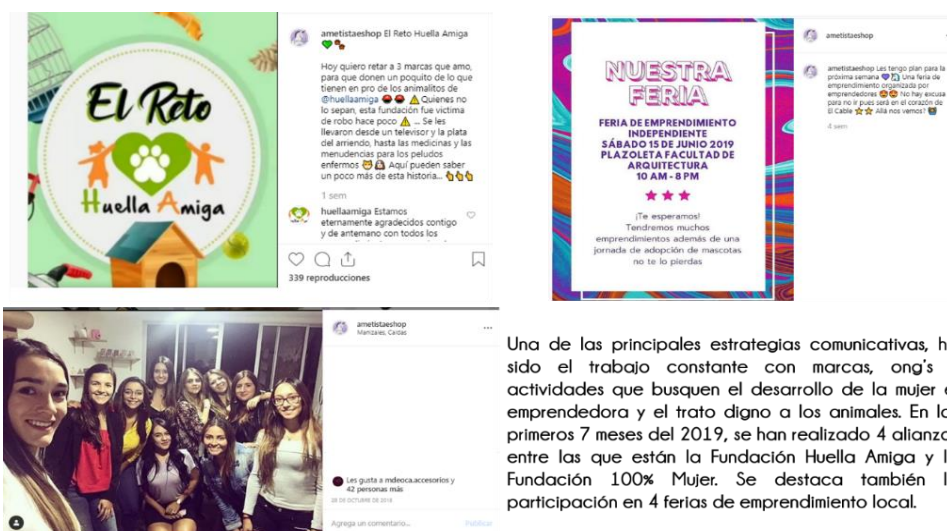 El Reto
Huella Amiga
ametistaeshop El Reto Huella Amiga
Hoy quiero retar a 3 marcas que amo,
para que donen un poquito de lo que
tienen en pro de los animalitos de
@huellaamiga Quienes no
lo sepan, esta fundación fue victima
de robo hace poco ... Se les
llevaron desde un televisor y la plata
del arriendo, hasta las medicinas y las
menudencias para los peludos
enfermos Aquí pueden saber
un poco más de esta historia...
1 sem
huellaamiga Estamos
eternamente agradecidos contigo
y de antemano con todos los
339 reproducciones
NUESTRA
FERIA
FERIA DE EMPRENDIMIENTO
INDEPENDIENTE
SÁBADO 15 DE JUNIO 2019
PLAZOLETA FACULTAD DE
ARQUITECTURA
10 AM - 8 PM
¡Te esperamos!
Tendremos muchos
emprendimientos además de una
jornada de adopción de mascotas
no te lo pierdas
ametistaeshop
ametistaeshop Les tengo plan para la
próxima semana Una feria de
emprendimiento organizada por
emprendedores No hay excusa
para no ir pues será en el corazón de
El Cable Allá nos vemos?
4 sem
ametistaeshop
Manizales, Caldas
Les gusta a mdeoca.accesorios y
42 personas más
28 DE OCTUBRE DE 2018
Agrega un comentario...
Publicar
Una de las principales estrategias comunicativas, h
sido el trabajo constante con marcas, ong's
actividades que busquen el desarrollo de la mujer e
emprendedora y el trato digno a los animales. En lo
primeros 7 meses del 2019, se han realizado 4 alianza
entre las que están la Fundación Huella Amiga y l
Fundación 100% Mujer. Se destaca también l
participación en 4 ferias de emprendimiento local.